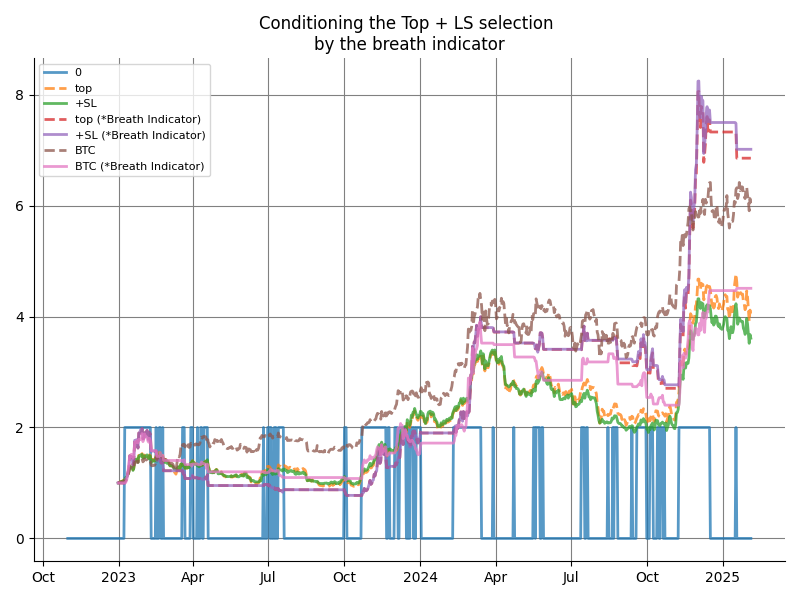 Conditioning the Top + LS selection
by the breath indicator
0
top
+SL
top (*Breath Indicator)
+SL (*Breath Indicator)
BTC
BTC (*Breath Indicator)
8
6
4
2
0
Oct
2023
Apr
Jul
Oct
2024
Apr
Jul
Oct
2025